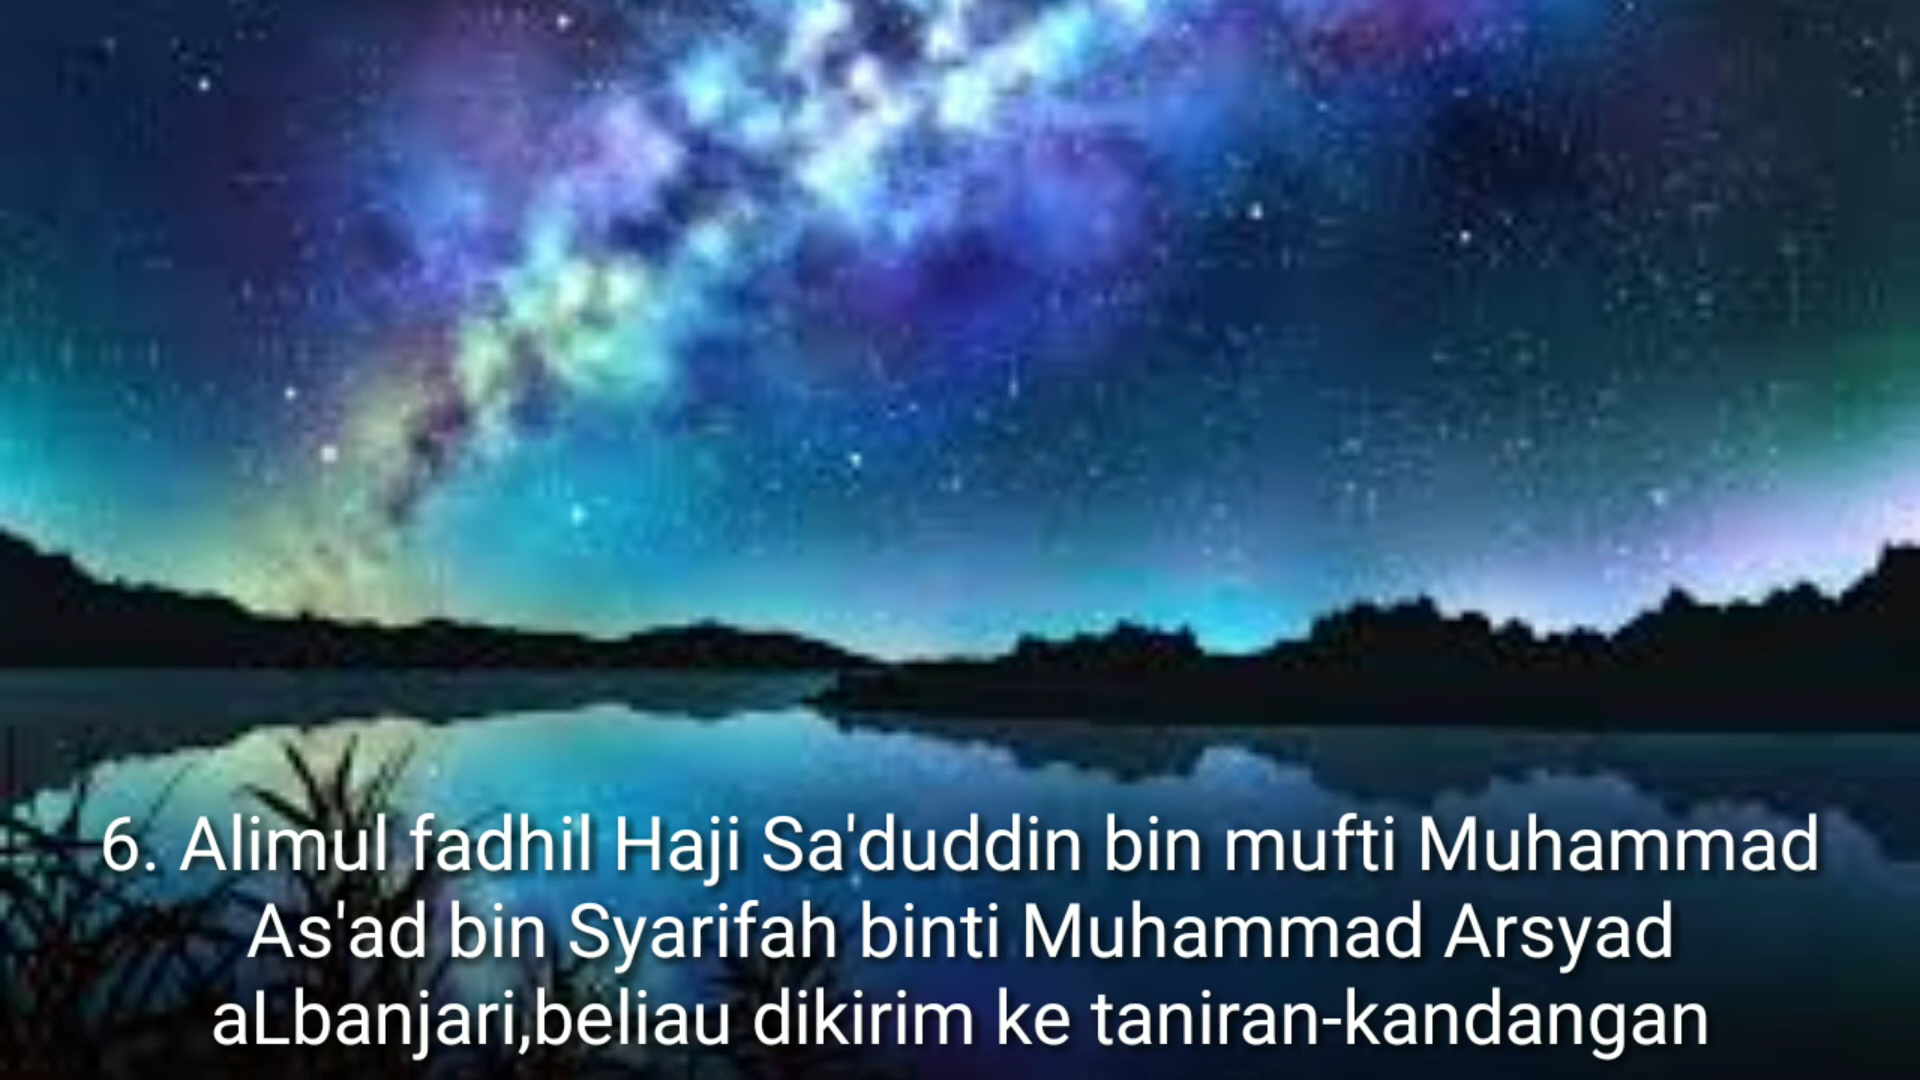 6. Alimul fadhil Haji Sa'duddin bin mufti Muhammad
As'ad bin Syarifah binti Muhammad Arsyad
aLbanjari,beliau dikirim ke taniran-kandangan